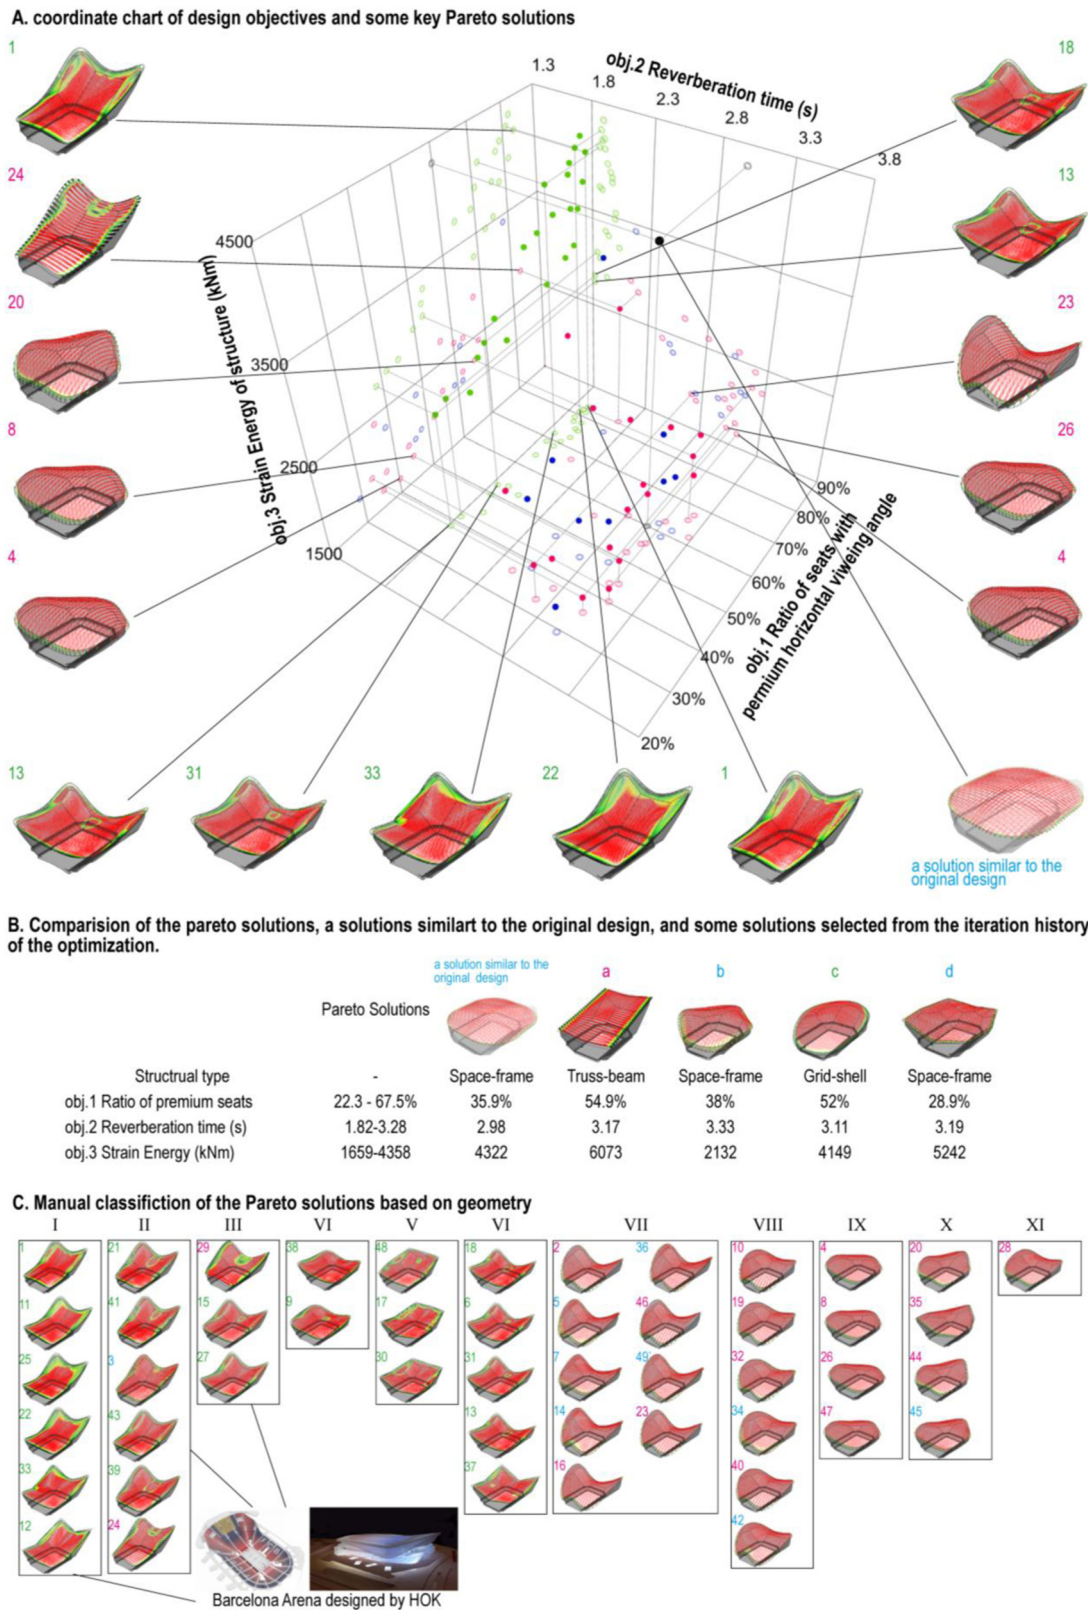 A. coordinate chart of design objectives and some key Pareto solutions
1
18
24
13
20
23
8
26
4
4
obj.2 Reverberation time (s)
1.3
1.8
2.3
2.8
3.3
3.8
obj.3 Strain Energy of structure (kNm)
4500
3500
2500
1500
90%
80%
70%
60%
50%
40%
30%
20%
obj.1 Ratio of seats with
permium horizontal viweing angle
13
31
33
22
1
a solution similar to the
original design
B. Comparision of the pareto solutions, a solutions similart to the original design, and some solutions selected from the iteration history
of the optimization.
Pareto Solutions
a solution similar to the
original design
a
b
c
d
Structrual type - Space-frame Truss-beam Space-frame Grid-shell Space-frame
obj.1 Ratio of premium seats 22.3 - 67.5% 35.9% 54.9% 38% 52% 28.9%
obj.2 Reverberation time (s) 1.82-3.28 2.98 3.17 3.33 3.11 3.19
obj.3 Strain Energy (kNm) 1659-4358 4322 6073 2132 4149 5242
C. Manual classifiction of the Pareto solutions based on geometry
I II III VI V VI VII VIII IX X XI
1 21 29 38 48 18 2 36 10 4 20 28
11 41 15 9 17 6 5 46 19 8 35
25 3 27 30 31 7 49 32 26 44
22 43 13 14 23 34 47 45
33 39 37 16 40
12 24 42
Barcelona Arena designed by HOK